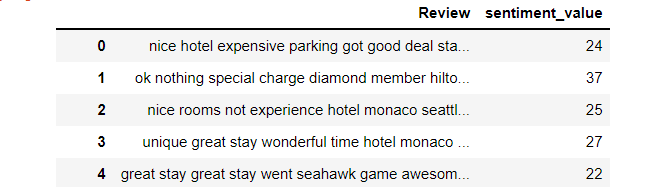 Review sentiment_value
0 nice hotel expensive parking got good deal sta... 24
1 ok nothing special charge diamond member hilto... 37
2 nice rooms not experience hotel monaco seattl... 25
3 unique great stay wonderful time hotel monaco ... 27
4 great stay great stay went seahawk game awesom... 22